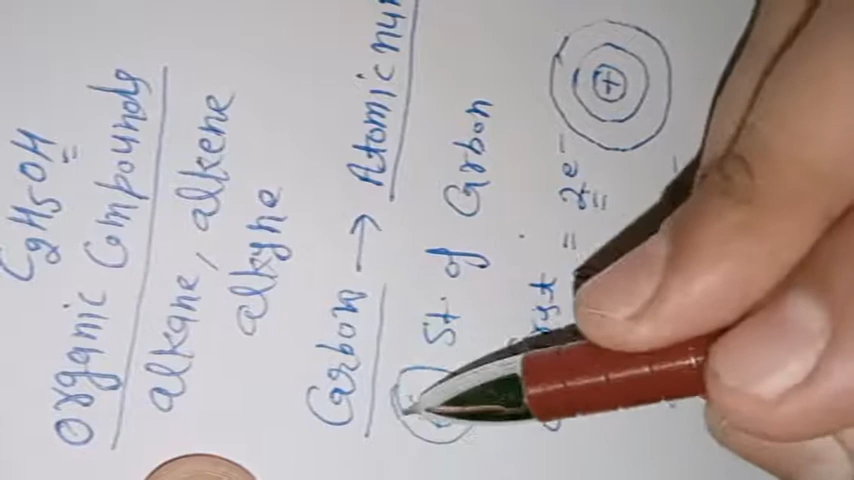 C2H5OH
organic Compounds
alkane, alkene
alkyne
Carbon → Atomic
St. of Carbon
= 2e-
+